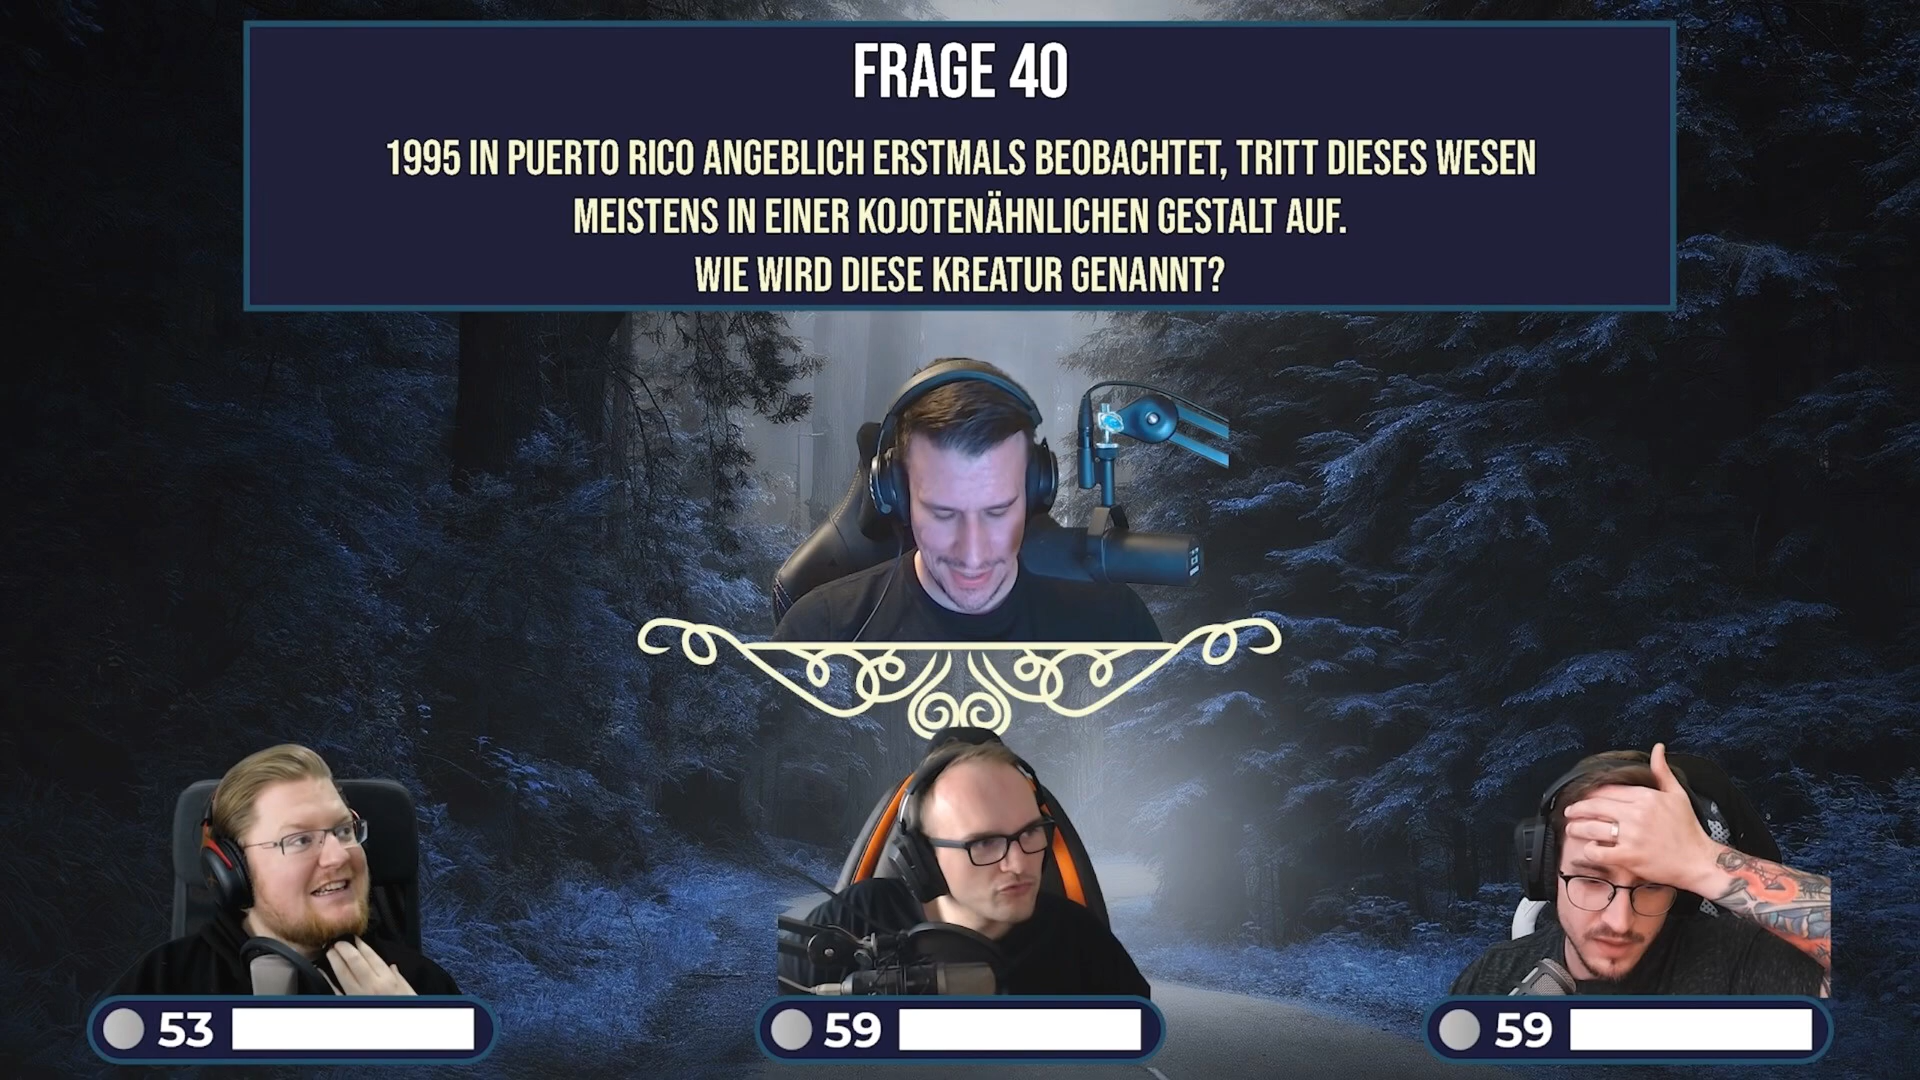 FRAGE 40
1995 IN PUERTO RICO ANGEBLICH ERSTMALS BEOBACHTET, TRITT DIESES WESEN
MEISTENS IN EINER KOJOTENÄHNLICHEN GESTALT AUF.
WIE WIRD DIESE KREATUR GENANNT?
53
59
59